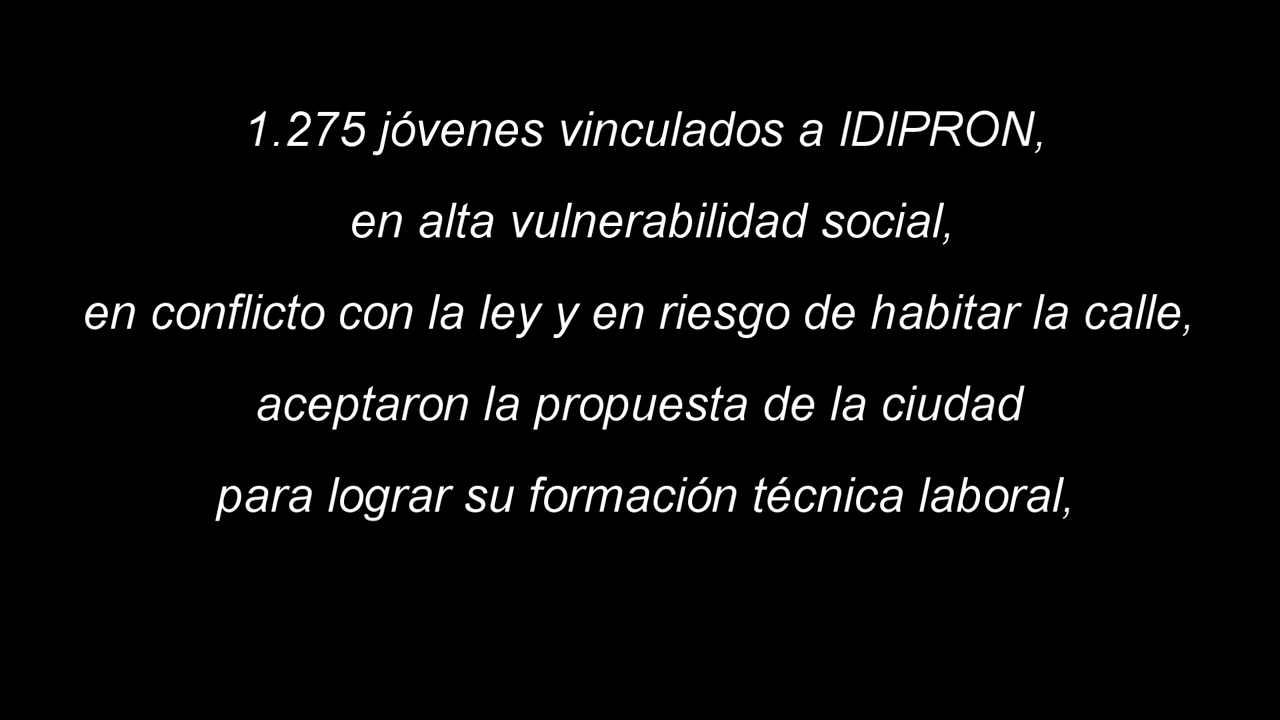 1.275 jóvenes vinculados a IDIPRON,
en alta vulnerabilidad social,
en conflicto con la ley y en riesgo de habitar la calle,
aceptaron la propuesta de la ciudad
para lograr su formación técnica laboral,